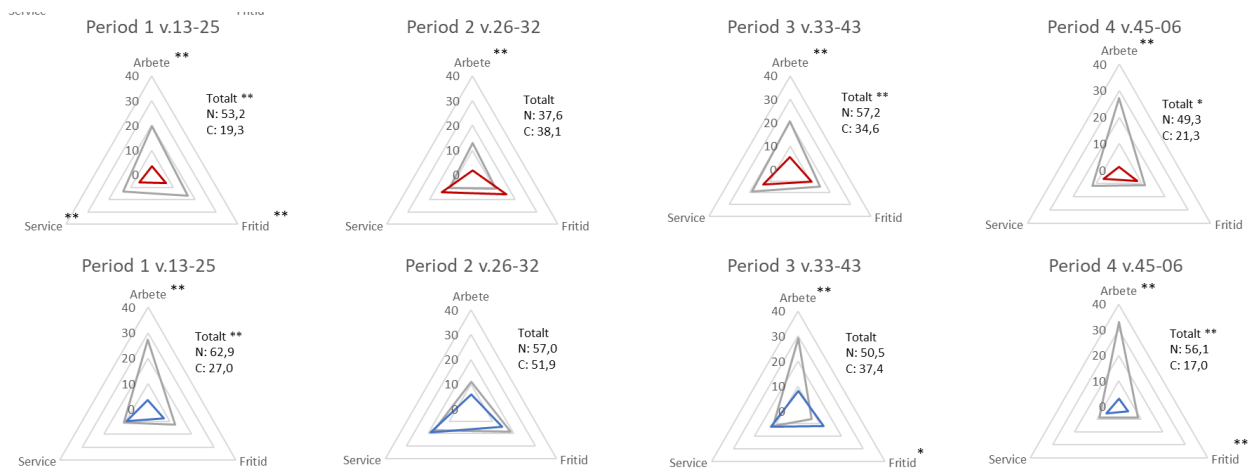 Service Fritid
Period 1 v.13-25
Arbete **
40
30
20
10
0
Totalt **
N: 53,2
C: 19,3
Service **
Fritid **
Period 2 v.26-32
Arbete **
40
30
20
10
0
Totalt
N: 37,6
C: 38,1
Service
Fritid
Period 3 v.33-43
Arbete **
40
30
20
10
0
Totalt **
N: 57,2
C: 34,6
Service
Fritid
Period 4 v.45-06
Arbete **
40
30
20
10
0
Totalt *
N: 49,3
C: 21,3
Service
Fritid
Period 1 v.13-25
Arbete **
40
30
20
10
0
Totalt **
N: 62,9
C: 27,0
Service
Fritid
Period 2 v.26-32
Arbete
40
30
20
10
0
Totalt
N: 57,0
C: 51,9
Service
Fritid
Period 3 v.33-43
Arbete **
40
30
20
10
0
Totalt
N: 50,5
C: 37,4
Service
Fritid *
Period 4 v.45-06
Arbete **
40
30
20
10
0
Totalt **
N: 56,1
C: 17,0
Service
Fritid **